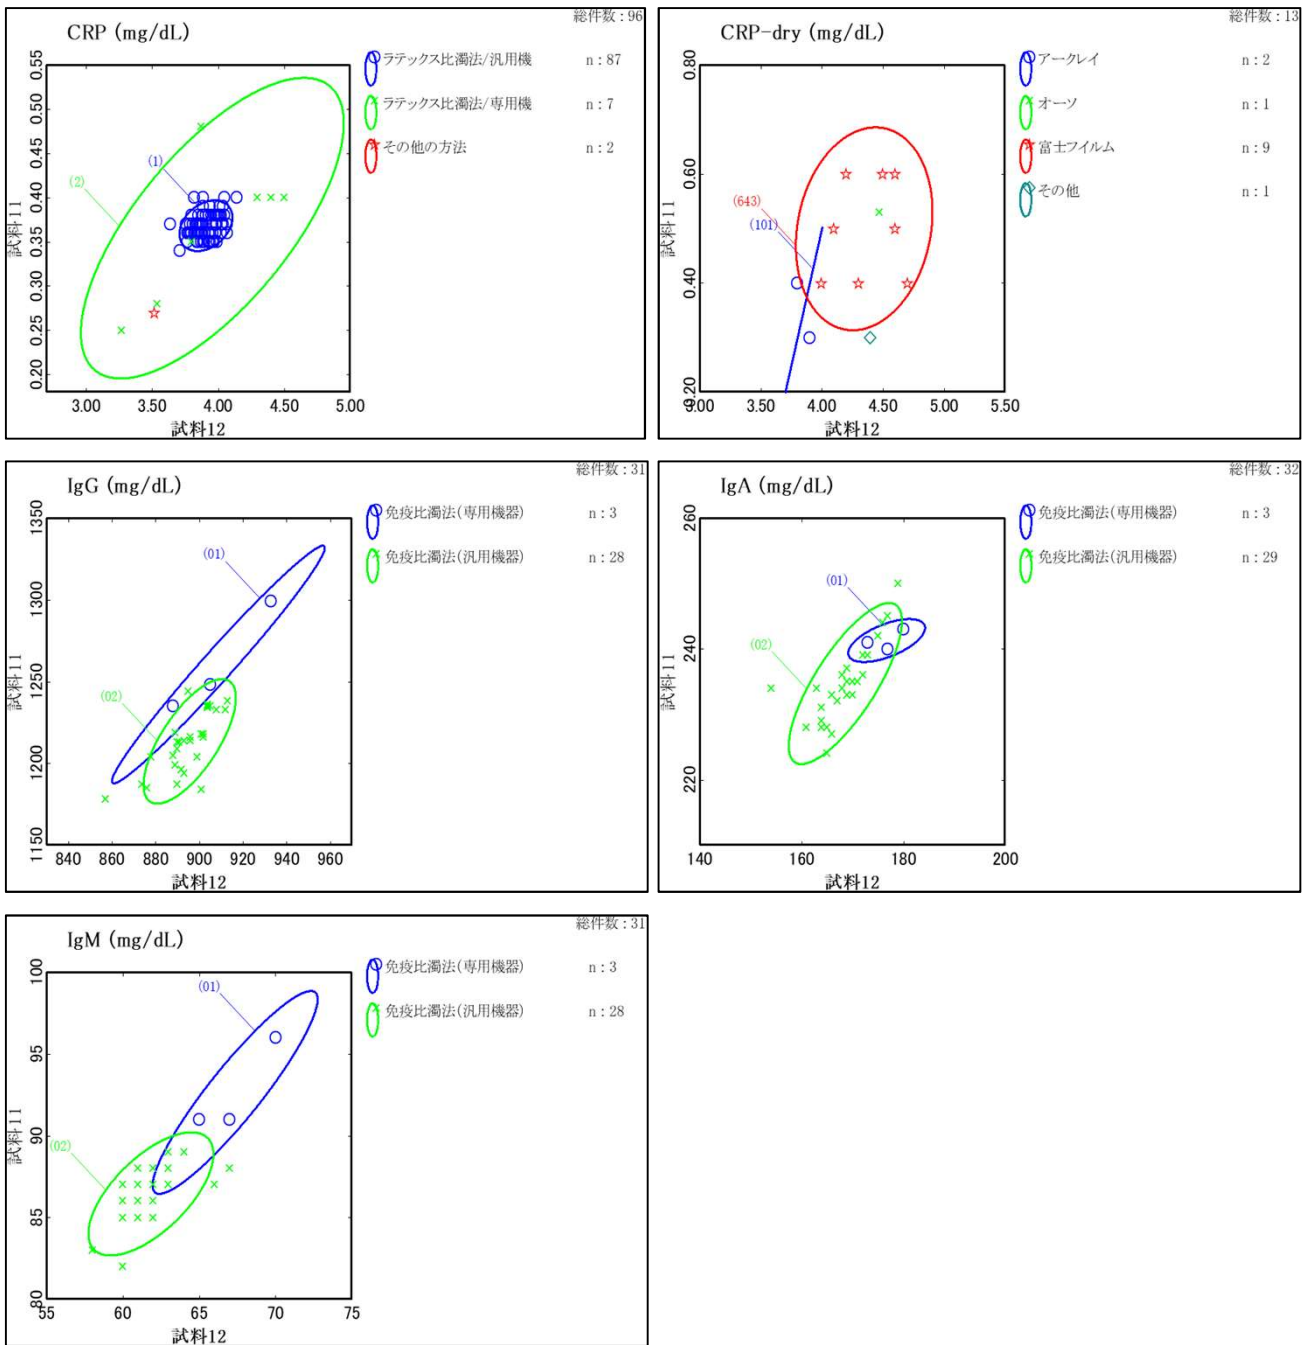 総件数：96
CRP (mg/dL)
ラテックス比濁法/汎用機 n：87
ラテックス比濁法/専用機 n：7
その他の方法 n：2
(1)
(2)
試料11
0.55
0.50
0.45
0.40
0.35
0.30
0.25
0.20
3.00 3.50 4.00 4.50 5.00
試料12
総件数：13
CRP-dry (mg/dL)
アークレイ n：2
オーソ n：1
富士フイルム n：9
その他 n：1
(643)
(101)
試料11
0.80
0.60
0.40
0.20
3.00 3.50 4.00 4.50 5.00 5.50
試料12
総件数：31
IgG (mg/dL)
免疫比濁法(専用機器) n：3
免疫比濁法(汎用機器) n：28
(01)
(02)
試料11
1350
1300
1250
1200
1150
840 860 880 900 920 940 960
試料12
総件数：32
IgA (mg/dL)
免疫比濁法(専用機器) n：3
免疫比濁法(汎用機器) n：29
(01)
(02)
試料11
260
240
220
140 160 180 200
試料12
総件数：31
IgM (mg/dL)
免疫比濁法(専用機器) n：3
免疫比濁法(汎用機器) n：28
(01)
(02)
試料11
100
95
90
85
80
55 60 65 70 75
試料12